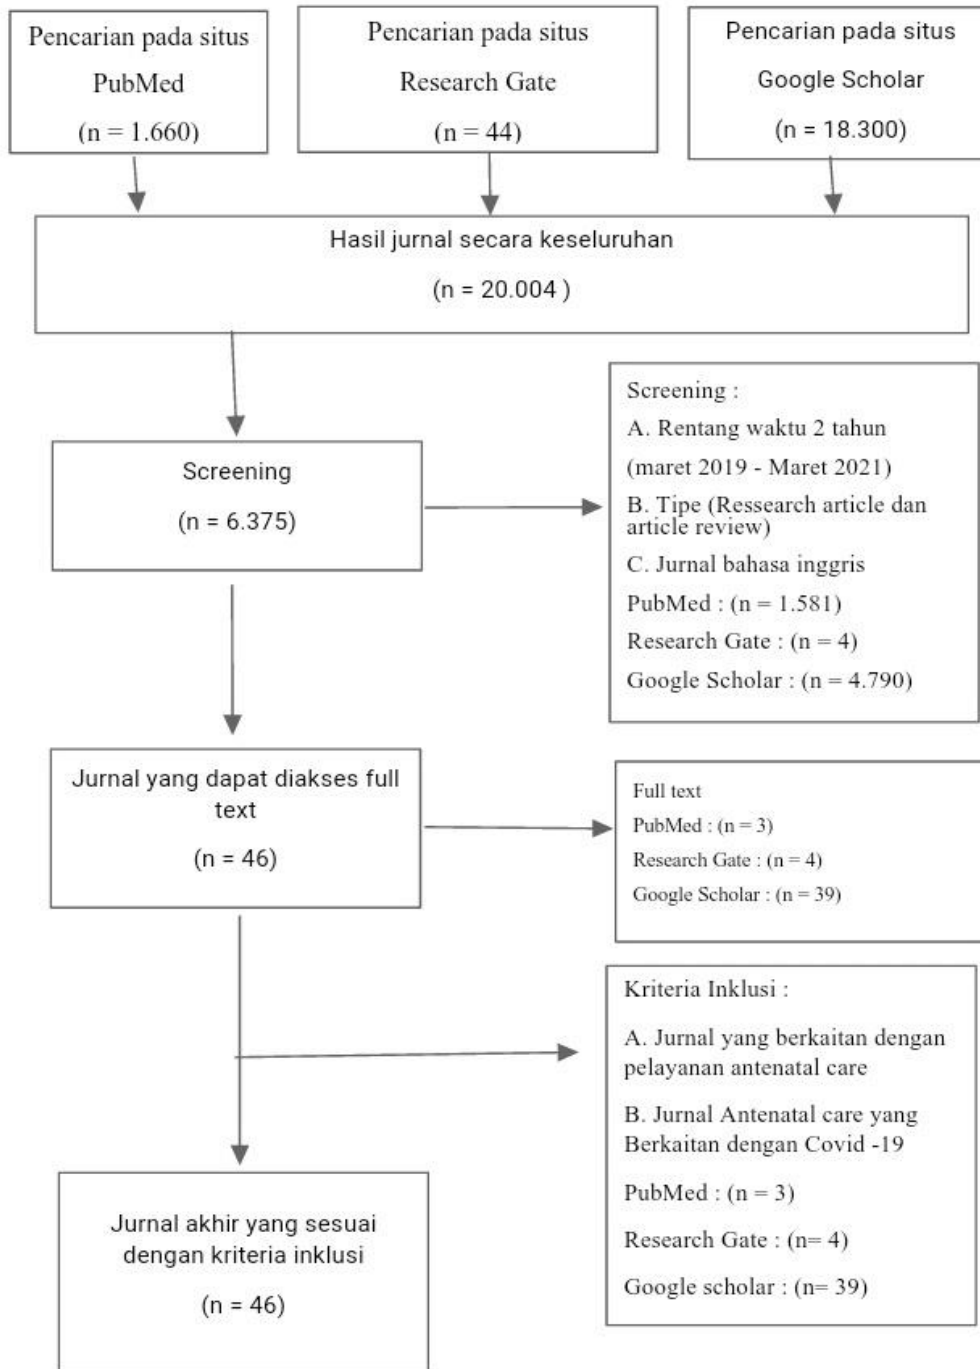 Pencarian pada situs
PubMed
(n = 1.660)
Pencarian pada situs
Research Gate
(n = 44)
Pencarian pada situs
Google Scholar
(n = 18.300)
Hasil jurnal secara keseluruhan
(n = 20.004 )
Screening
(n = 6.375)
Screening :
A. Rentang waktu 2 tahun
(maret 2019 - Maret 2021)
B. Tipe (Ressearch article dan
article review)
C. Jurnal bahasa inggris
PubMed : (n = 1.581)
Research Gate : (n = 4)
Google Scholar : (n = 4.790)
Jurnal yang dapat diakses full
text
(n = 46)
Full text
PubMed : (n = 3)
Research Gate : (n = 4)
Google Scholar : (n = 39)
Kriteria Inklusi :
A. Jurnal yang berkaitan dengan
pelayanan antenatal care
B. Jurnal Antenatal care yang
Berkaitan dengan Covid -19
PubMed : (n = 3)
Research Gate : (n= 4)
Google scholar : (n= 39)
Jurnal akhir yang sesuai
dengan kriteria inklusi
(n = 46)